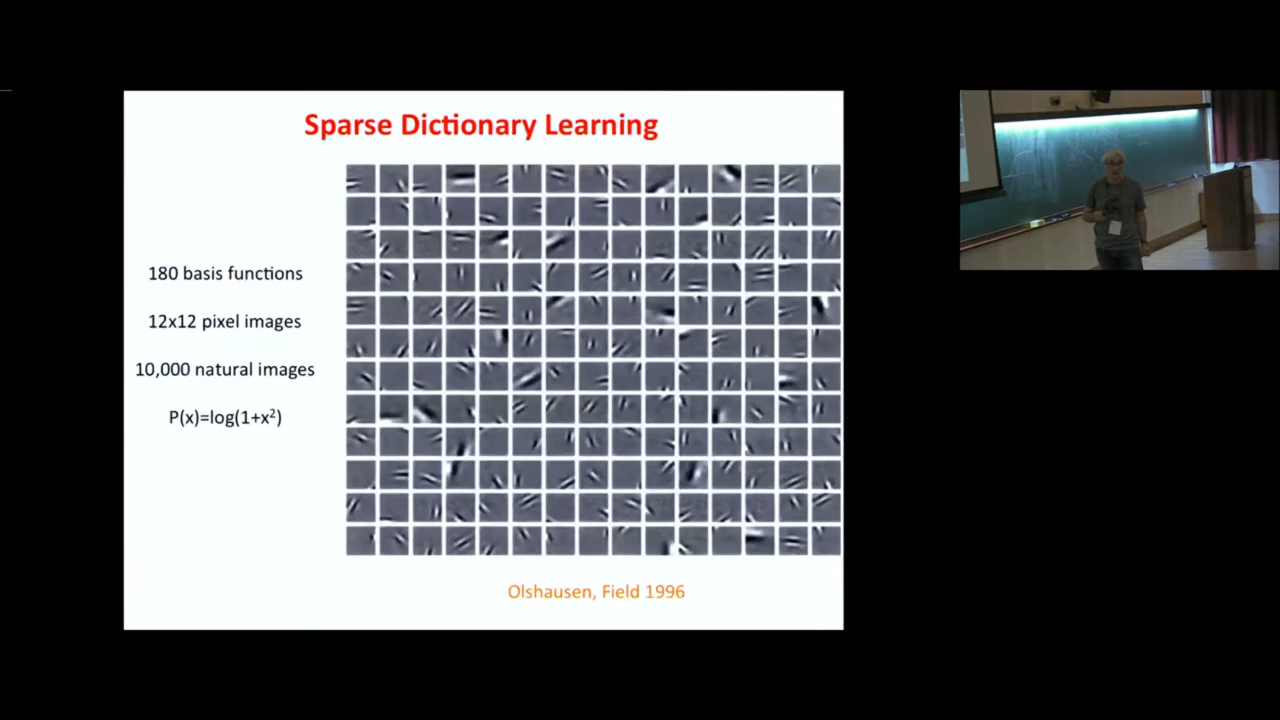 Sparse Dictionary Learning
180 basis functions
12x12 pixel images
10,000 natural images
P(x)=log(1+x²)
Olshausen, Field 1996